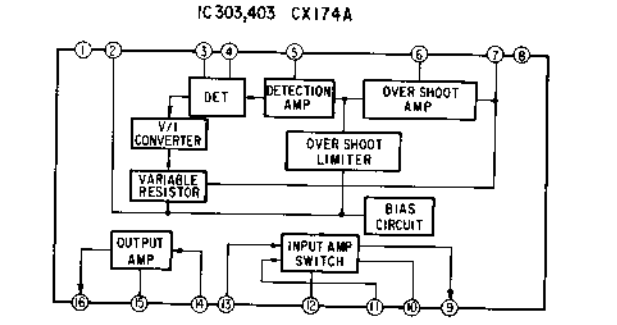 IC303,403 CX174A
1 2 3 4 5 6 7 8
DET
DETECTION
AMP
OVER SHOOT
AMP
V/I
CONVERTER
OVER SHOOT
LIMITER
VARIABLE
RESISTOR
BIAS
CIRCUIT
OUTPUT
AMP
INPUT AMP
SWITCH
16 15 14 13 12 11 10 9